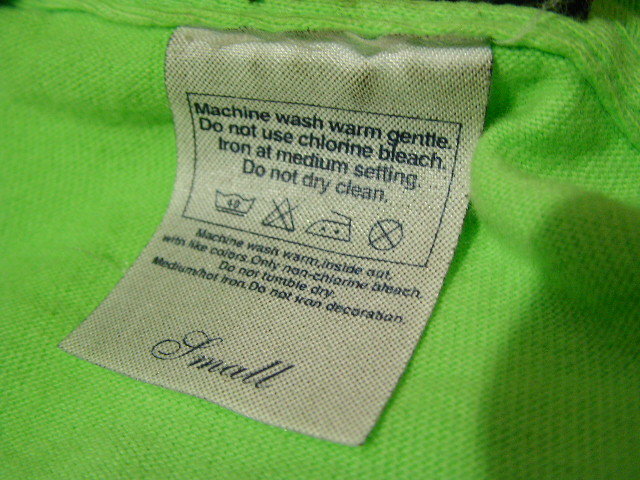 Machine wash warm gentle.
Do not use chlorine bleach.
Iron at medium setting.
Do not dry clean.
40
Machine wash warm,inside out,
with like colors.Only non-chlorine bleach.
Do not tumble dry.
Medium/hot iron.Do not iron decoration.
Small